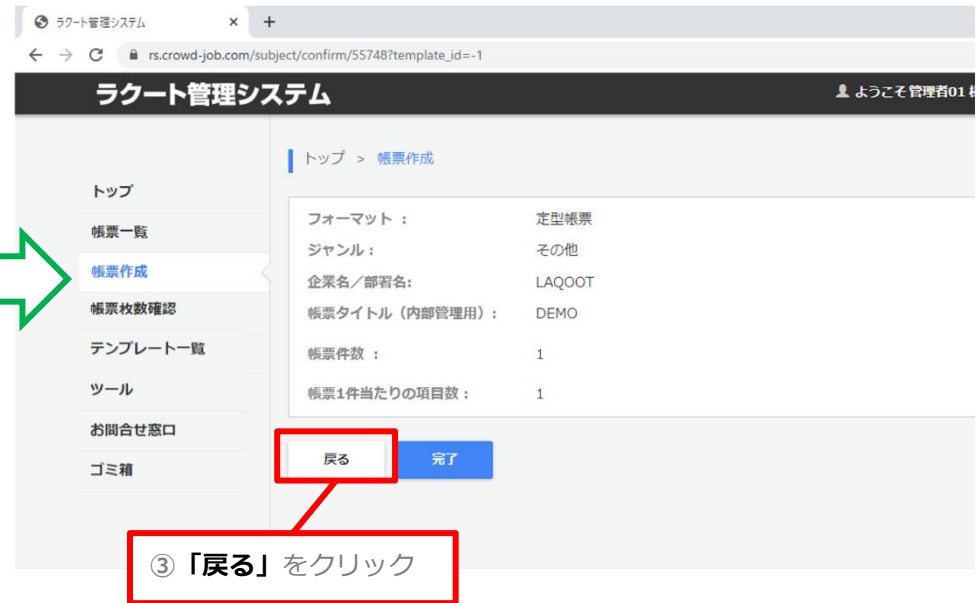 ラクート管理システム
rs.crowd-job.com/subject/confirm/55748?template_id=-1
ラクート管理システム
ようこそ 管理者01 様
トップ > 帳票作成
トップ
帳票一覧
帳票作成
帳票枚数確認
テンプレート一覧
ツール
お問合せ窓口
ゴミ箱
フォーマット : 定型帳票
ジャンル : その他
企業名／部署名: LAQOOT
帳票タイトル（内部管理用） : DEMO
帳票件数 : 1
帳票1件当たりの項目数 : 1
戻る 完了
③「戻る」をクリック